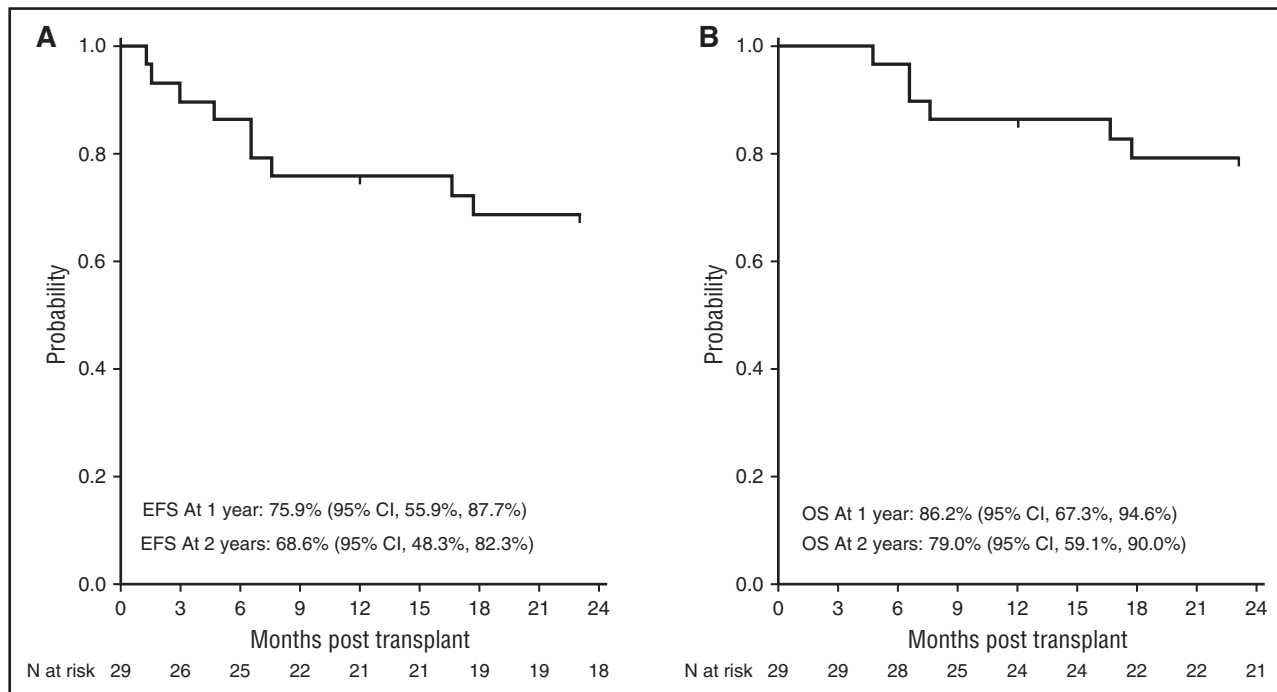 A
1.0
0.8
0.6
0.4
0.2
0.0
Probability
EFS At 1 year: 75.9% (95% CI, 55.9%, 87.7%)
EFS At 2 years: 68.6% (95% CI, 48.3%, 82.3%)
0 3 6 9 12 15 18 21 24
Months post transplant
N at risk 29 26 25 22 21 21 19 19 18
B
1.0
0.8
0.6
0.4
0.2
0.0
Probability
OS At 1 year: 86.2% (95% CI, 67.3%, 94.6%)
OS At 2 years: 79.0% (95% CI, 59.1%, 90.0%)
0 3 6 9 12 15 18 21 24
Months post transplant
N at risk 29 29 28 25 24 24 22 22 21